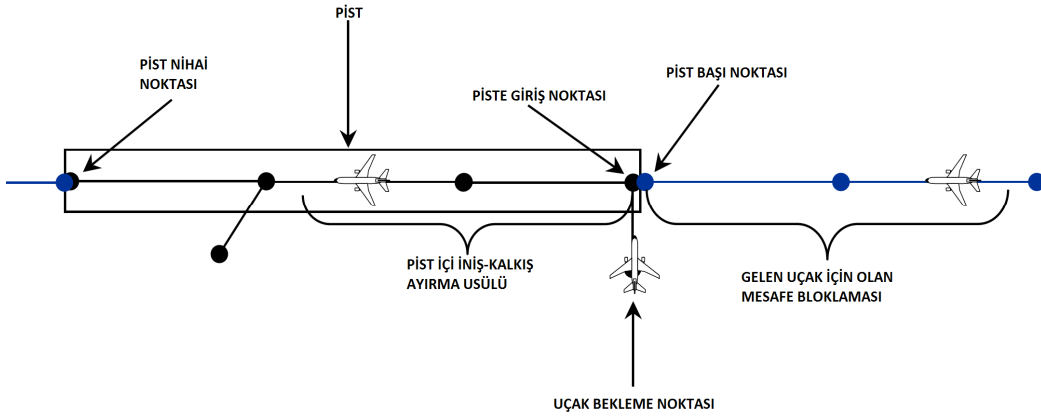 PİST
PİST NİHAİ
NOKTASI
PİSTE GİRİŞ NOKTASI
PİST BAŞI NOKTASI
PİST İÇİ İNİŞ-KALKIŞ
AYIRMA USÜLÜ
GELEN UÇAK İÇİN OLAN
MESAFE BLOKLAMASI
UÇAK BEKLEME NOKTASI